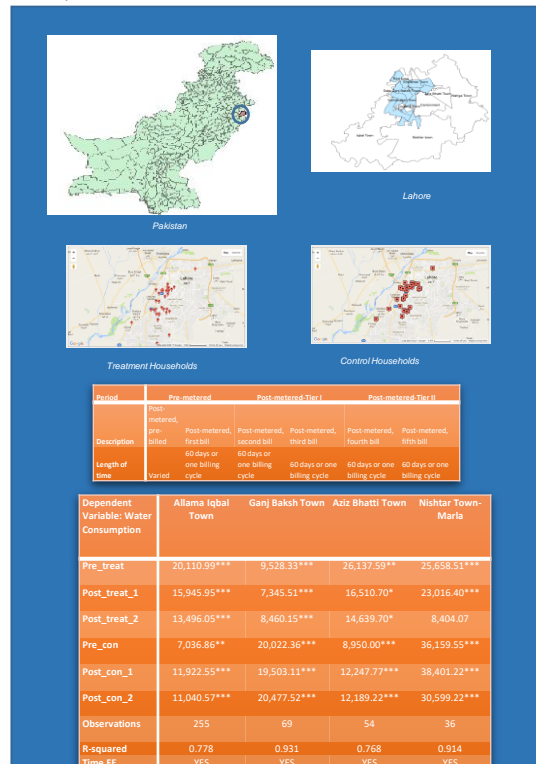 Pakistan
Lahore
Treatment Households
Control Households
Period Pre-metered Post-metered-Tier I Post-metered-Tier II
Description Post-metered, pre-billed Post-metered, first bill Post-metered, second bill Post-metered, third bill Post-metered, fourth bill Post-metered, fifth bill
Length of time Varied 60 days or one billing cycle 60 days or one billing cycle 60 days or one billing cycle 60 days or one billing cycle 60 days or one billing cycle
Dependent Variable: Water Consumption Allama Iqbal Town Ganj Baksh Town Aziz Bhatti Town Nishtar Town-Marla
Pre_treat 20,110.99*** 9,528.33*** 26,137.59** 25,658.51***
Post_treat_1 15,945.95*** 7,345.51*** 16,510.70* 23,016.40***
Post_treat_2 13,496.05*** 8,460.15*** 14,639.70* 8,404.07
Pre_con 7,036.86** 20,022.36*** 8,950.00*** 36,159.55***
Post_con_1 11,922.55*** 19,503.11*** 12,247.77*** 38,401.22***
Post_con_2 11,040.57*** 20,477.52*** 12,189.22*** 30,599.22***
Observations 255 69 54 36
R-squared 0.778 0.931 0.768 0.914
Time FE YES YES YES YES